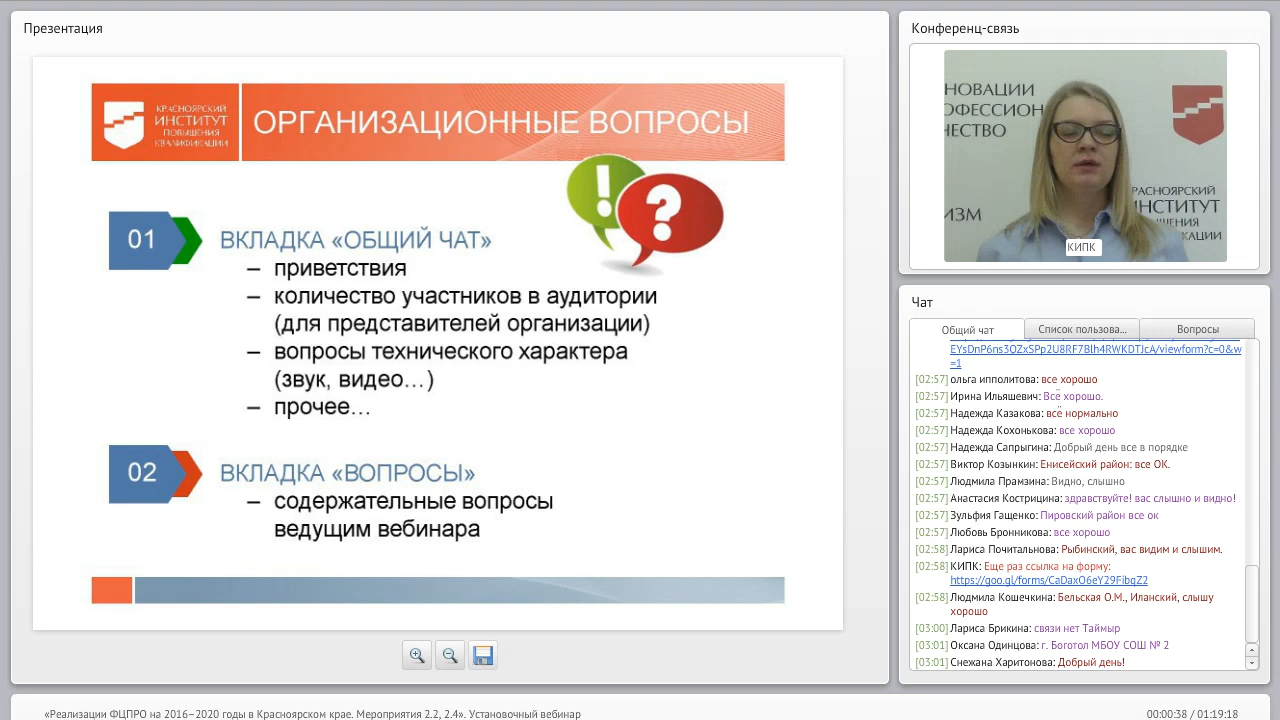 Презентация
КРАСНОЯРСКИЙ
ИНСТИТУТ
ПОВЫШЕНИЯ
КВАЛИФИКАЦИИ
ОРГАНИЗАЦИОННЫЕ ВОПРОСЫ
01
ВКЛАДКА «ОБЩИЙ ЧАТ»
– приветствия
– количество участников в аудитории
(для представителей организации)
– вопросы технического характера
(звук, видео…)
– прочее…
02
ВКЛАДКА «ВОПРОСЫ»
– содержательные вопросы
ведущим вебинара
Конференц-связь
НОВАЦИИ
ОФЕССИОН
ЧЕСТВО
ИЗМ
РАСНОЯРСКИЙ
ИНСТИТУТ
ЫШЕНИЯ
КАЦИИ
КИПК
Чат
Общий чат
Список пользова...
Вопросы
EYsDnP6ns3OZxSPp2U8RF7Blh4RWKDTJcA/viewform?c=0&w
=1
[02:57] ольга ипполитова: все хорошо
[02:57] Ирина Ильяшевич: Всё хорошо.
[02:57] Надежда Казакова: всё нормально
[02:57] Надежда Кохонькова: все хорошо
[02:57] Надежда Сапрыгина: Добрый день все в порядке
[02:57] Виктор Козынкин: Енисейский район: все ОК.
[02:57] Людмила Прамзина: Видно, слышно
[02:57] Анастасия Кострицина: здравствуйте! вас слышно и видно!
[02:57] Зульфия Гащенко: Пировский район все ок
[02:57] Любовь Бронникова: все хорошо
[02:58] Лариса Почитальнова: Рыбинский, вас видим и слышим.
[02:58] КИПК: Еще раз ссылка на форму:
https://goo.gl/forms/CaDaxO6eY29FibgZ2
[02:58] Людмила Кошечкина: Бельская О.М., Иланский, слышу
хорошо
[03:00] Лариса Брикина: связи нет Таймыр
[03:01] Оксана Одинцова: г. Боготол МБОУ СОШ № 2
[03:01] Снежана Харитонова: Добрый день!
«Реализации ФЦПРО на 2016–2020 годы в Красноярском крае. Мероприятия 2.2, 2.4». Установочный вебинар
00:00:38 / 01:19:18